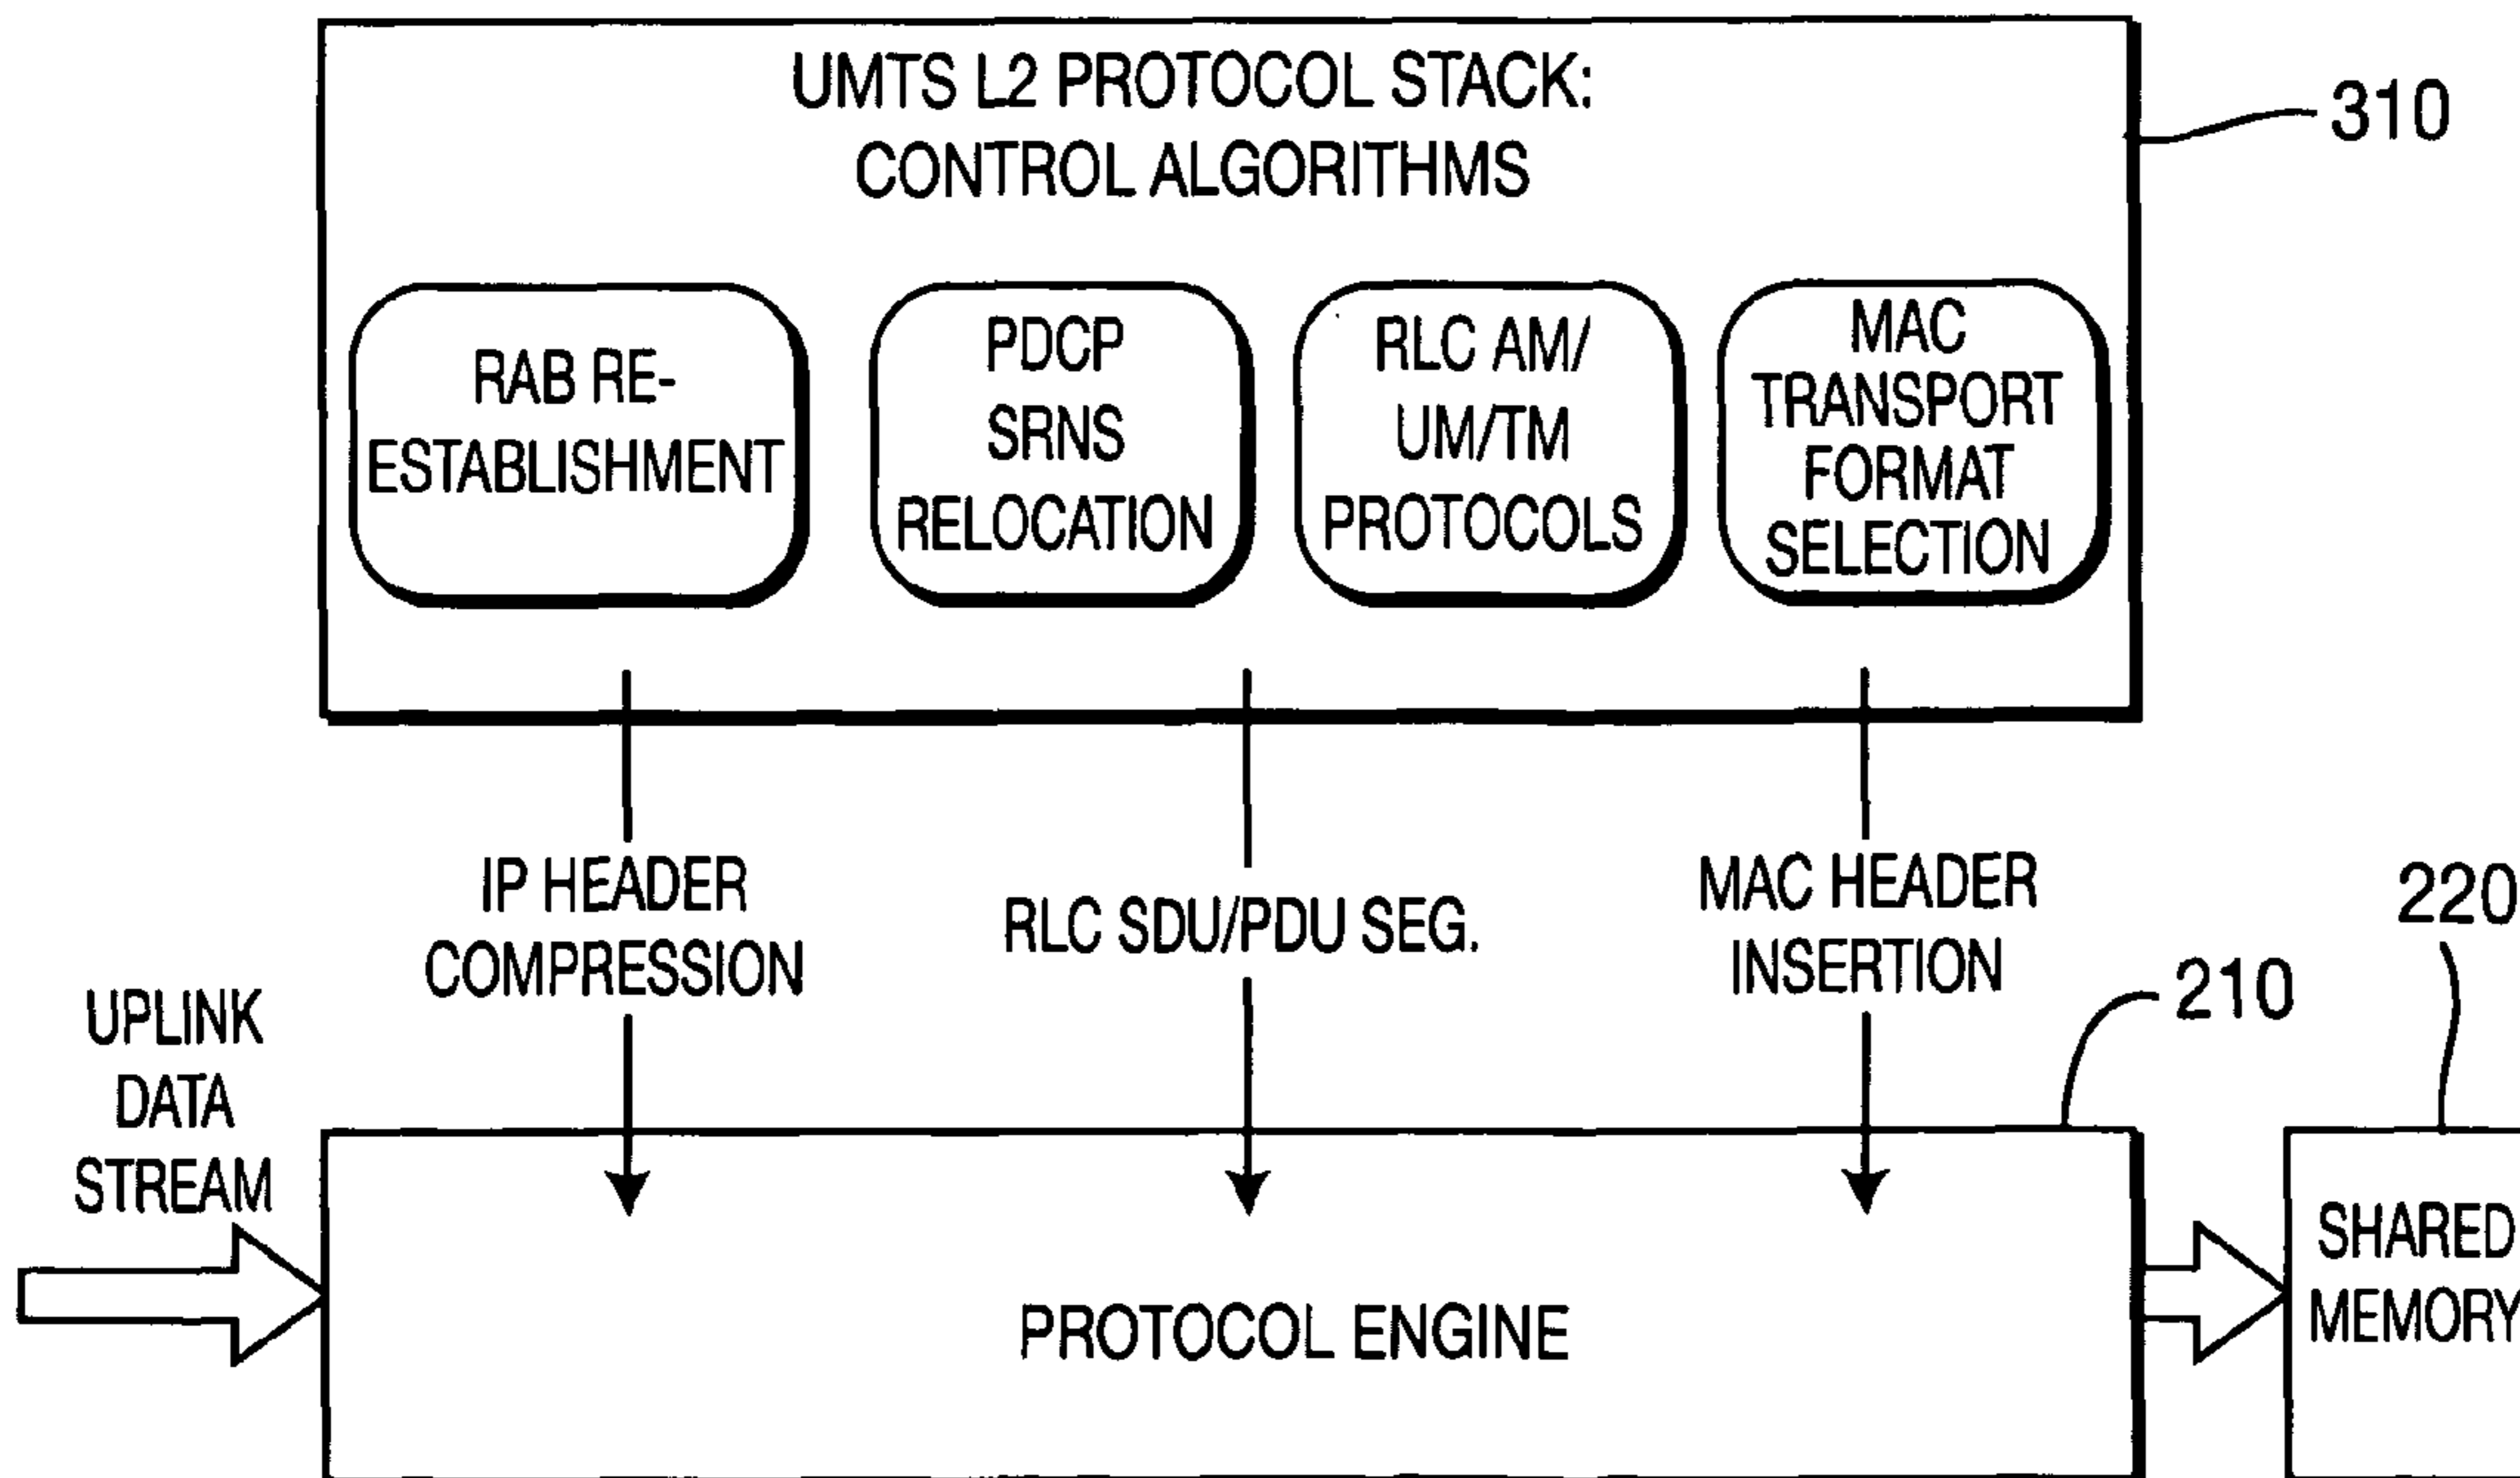 UMTS L2 PROTOCOL STACK:
CONTROL ALGORITHMS
310
RAB RE-
ESTABLISHMENT
PDCP
SRNS
RELOCATION
RLC AM/
UM/TM
PROTOCOLS
MAC
TRANSPORT
FORMAT
SELECTION
IP HEADER
COMPRESSION
RLC SDU/PDU SEG.
MAC HEADER
INSERTION
220
210
UPLINK
DATA
STREAM
PROTOCOL ENGINE
SHARED
MEMORY